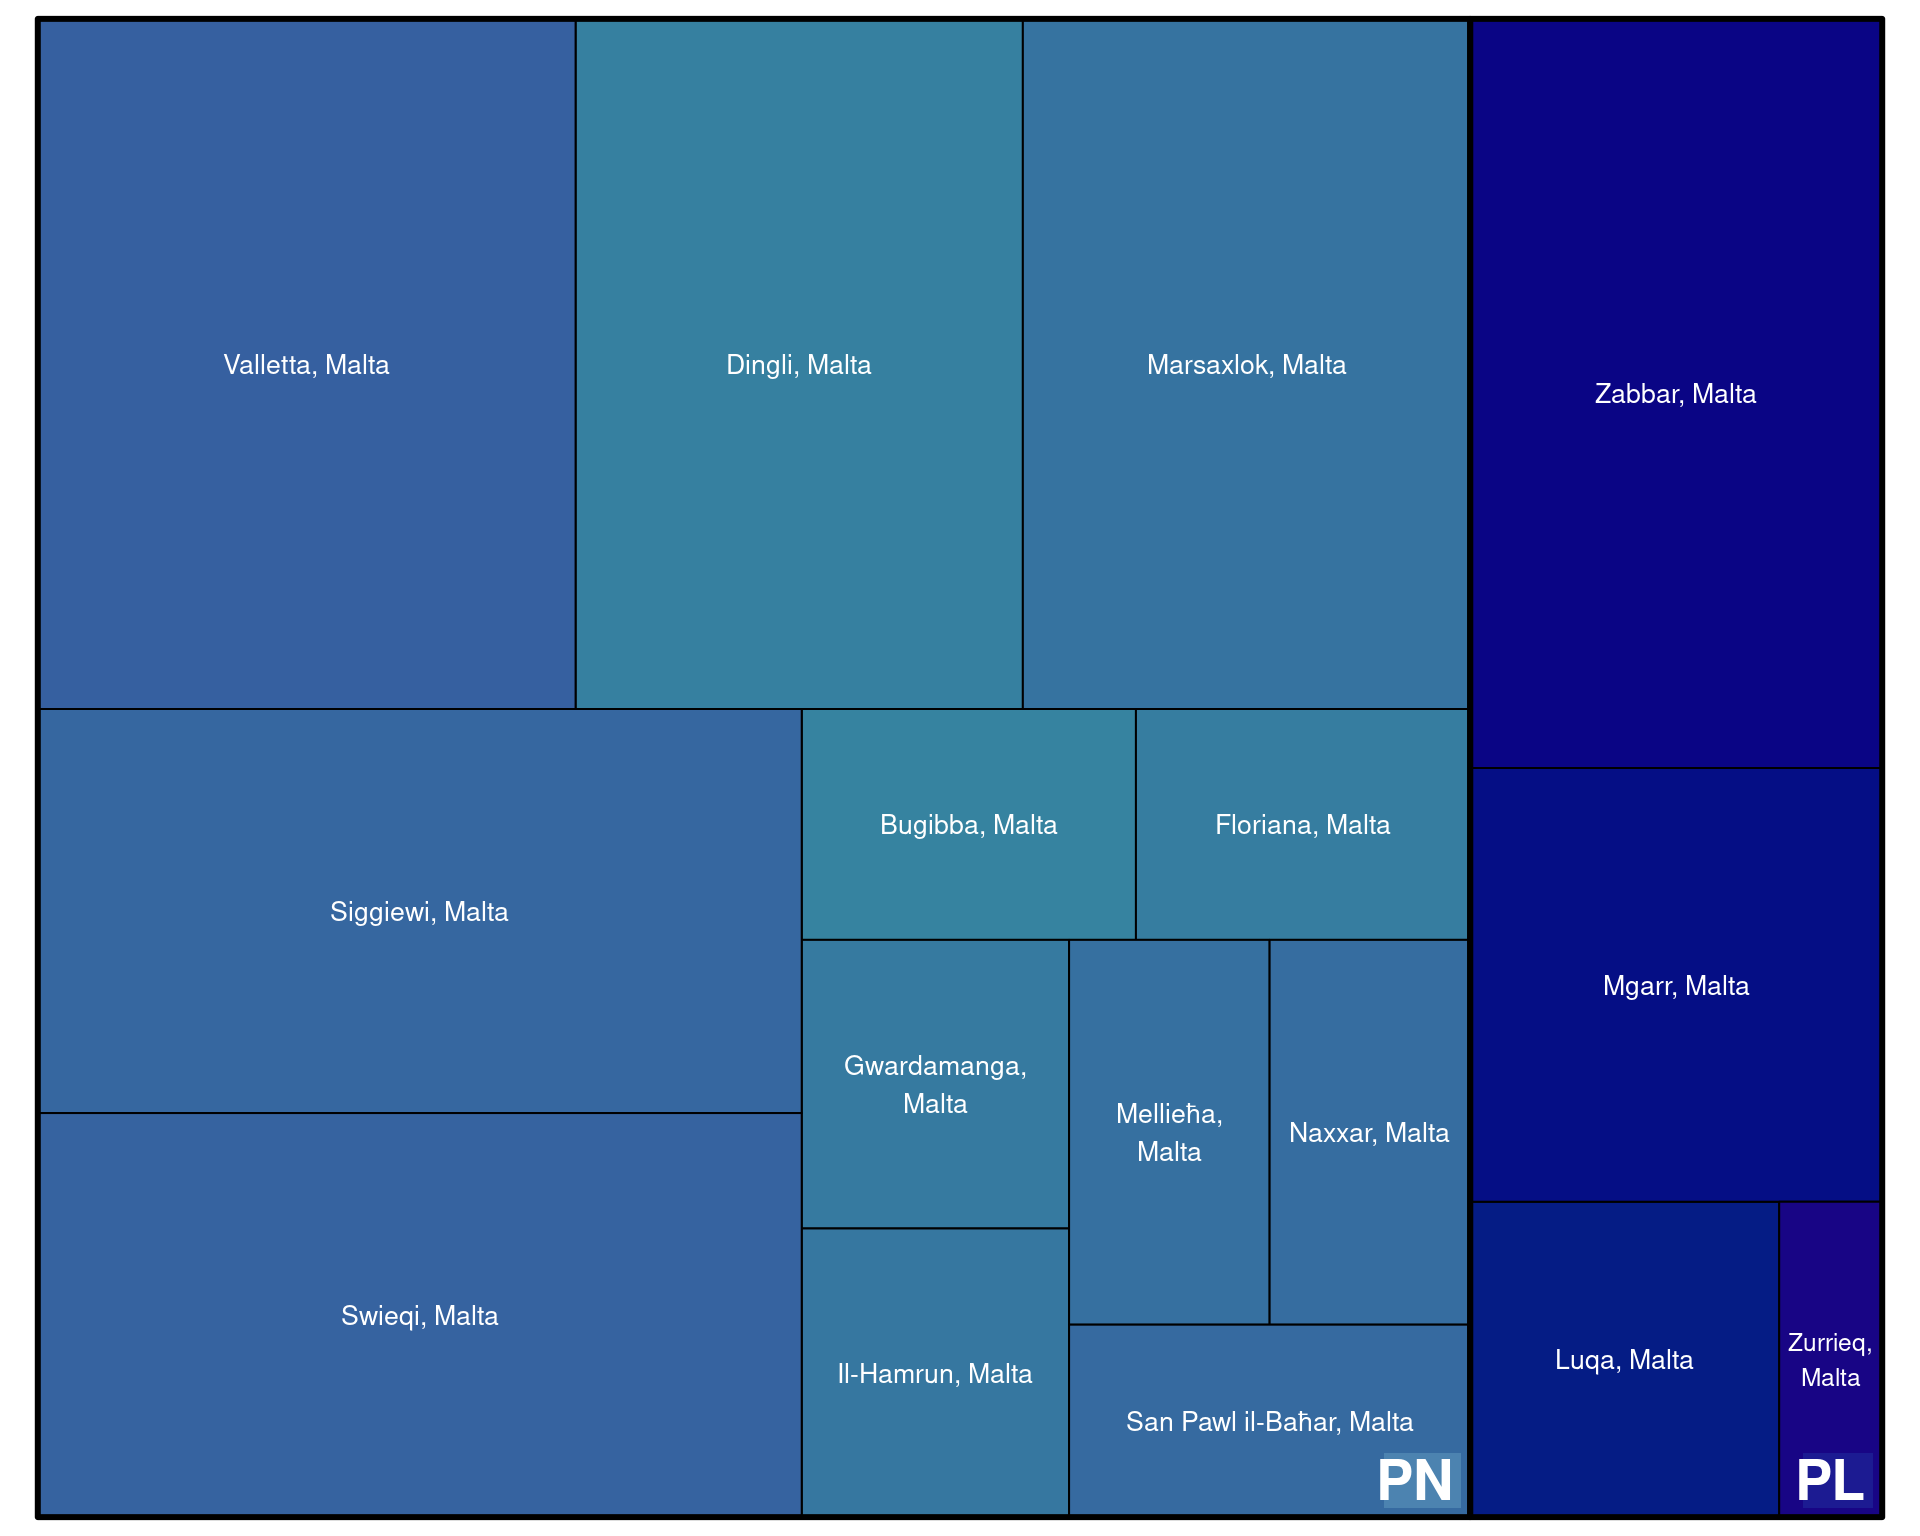 Valletta, Malta
Dingli, Malta
Marsaxlok, Malta
Zabbar, Malta
Siggiewi, Malta
Bugibba, Malta
Floriana, Malta
Mgarr, Malta
Gwardamanga,
Malta
Mellieħa,
Malta
Naxxar, Malta
Swieqi, Malta
Il-Hamrun, Malta
San Pawl il-Baħar, Malta
Luqa, Malta
Zurrieq,
Malta
PN
PL